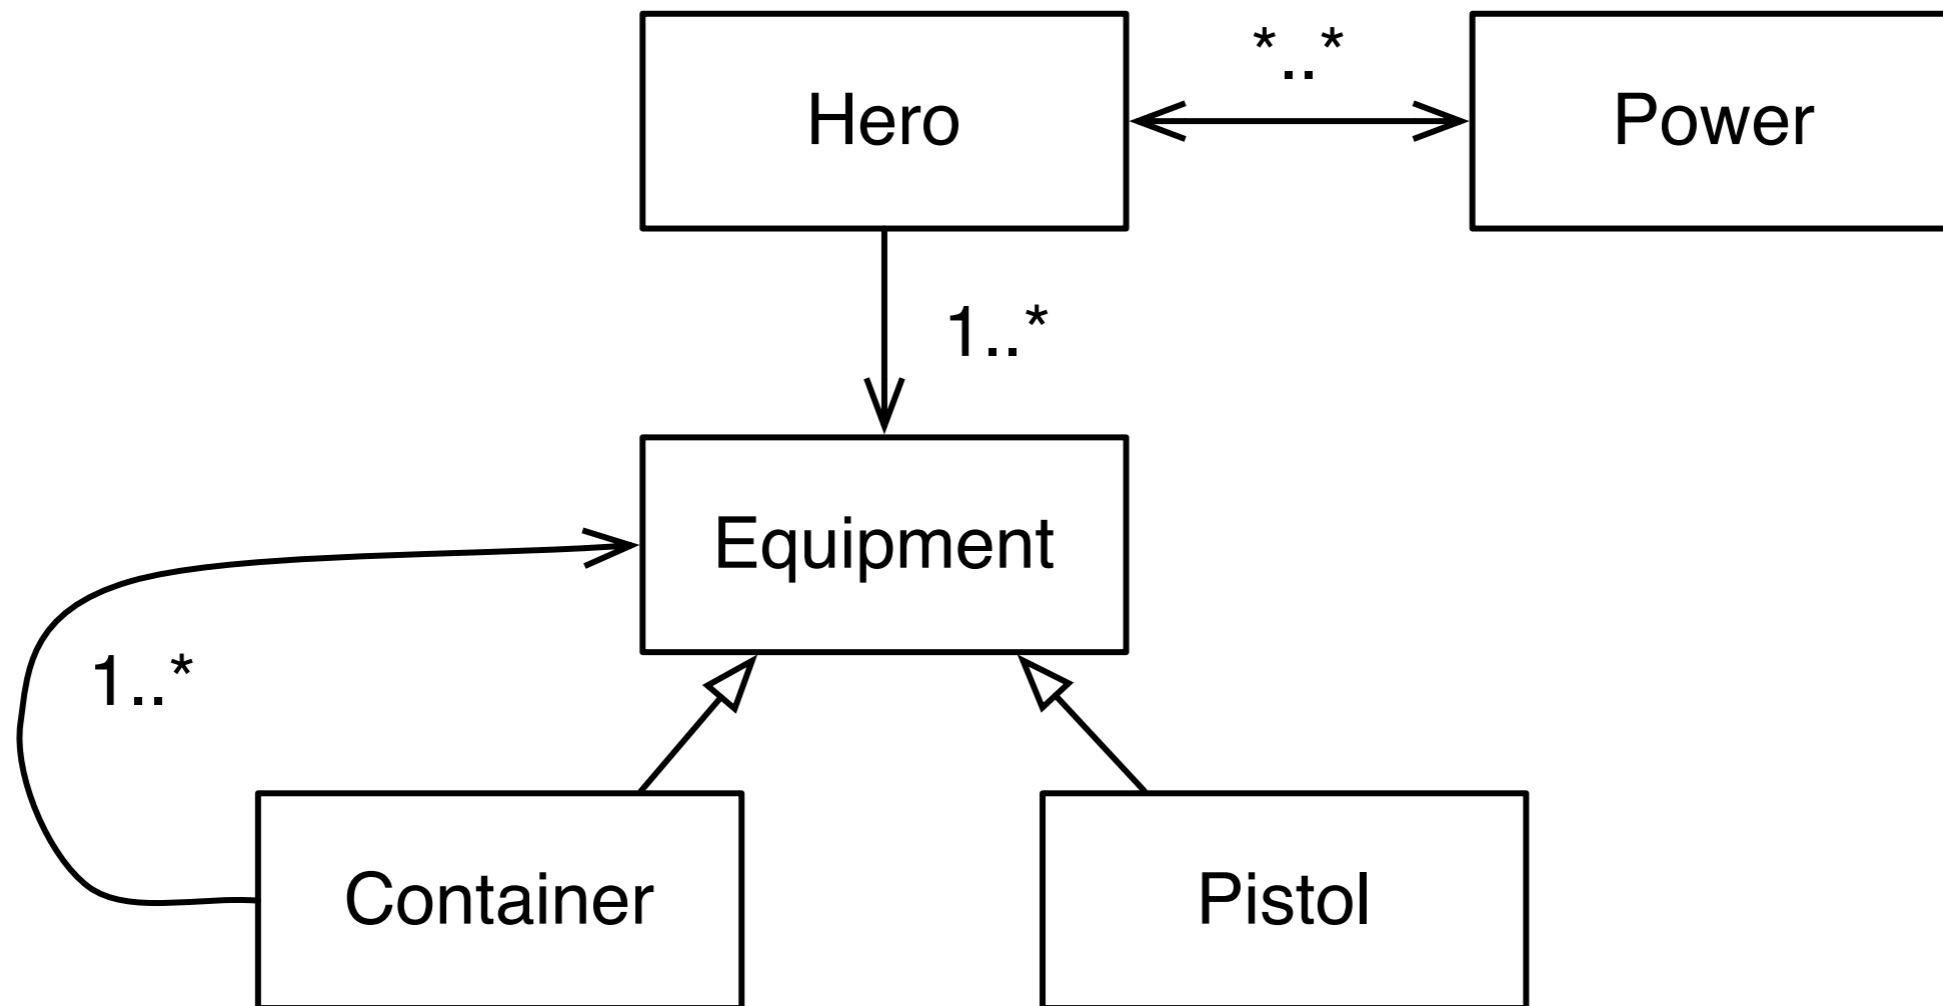 Hero
*..*
Power
1..*
Equipment
1..*
Container
Pistol